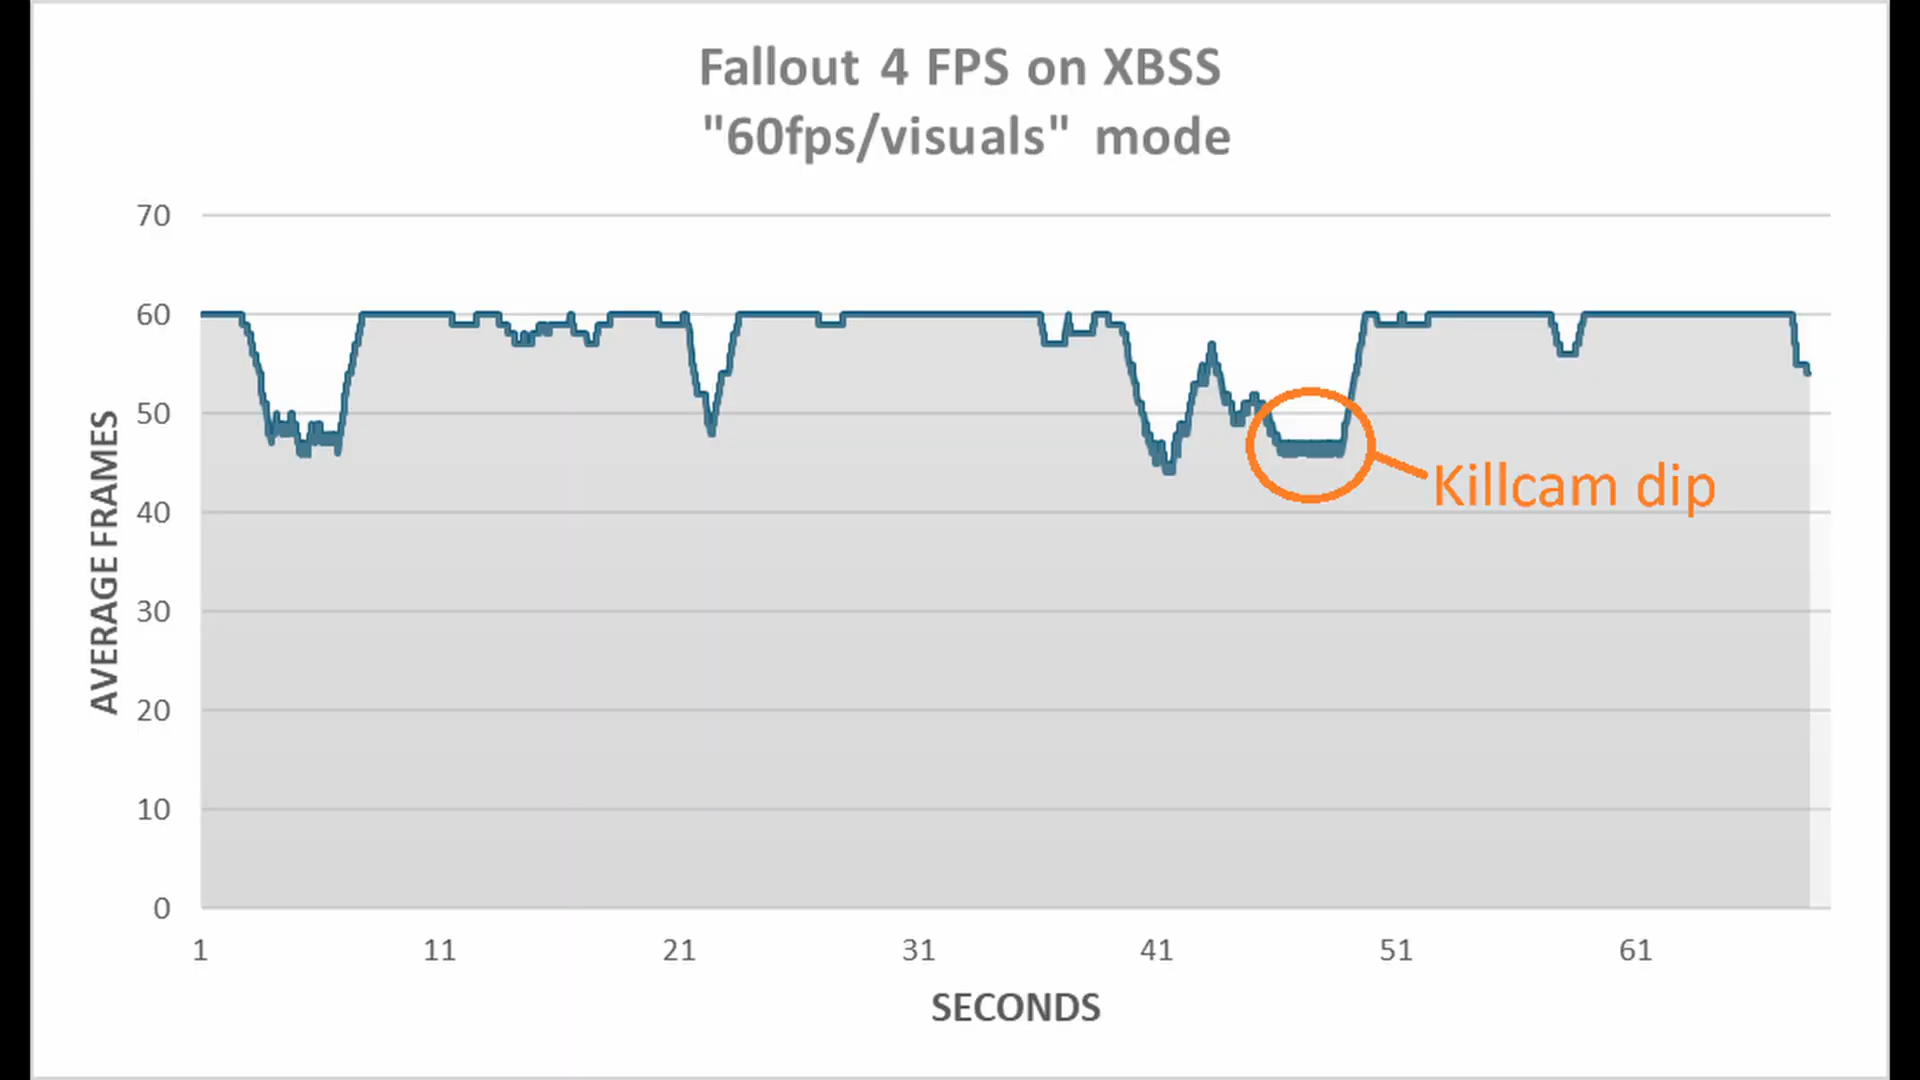 Fallout 4 FPS on XBSS
"60fps/visuals" mode
AVERAGE FRAMES
70
60
50
40
30
20
10
0
Killcam dip
1 11 21 31 41 51 61
SECONDS